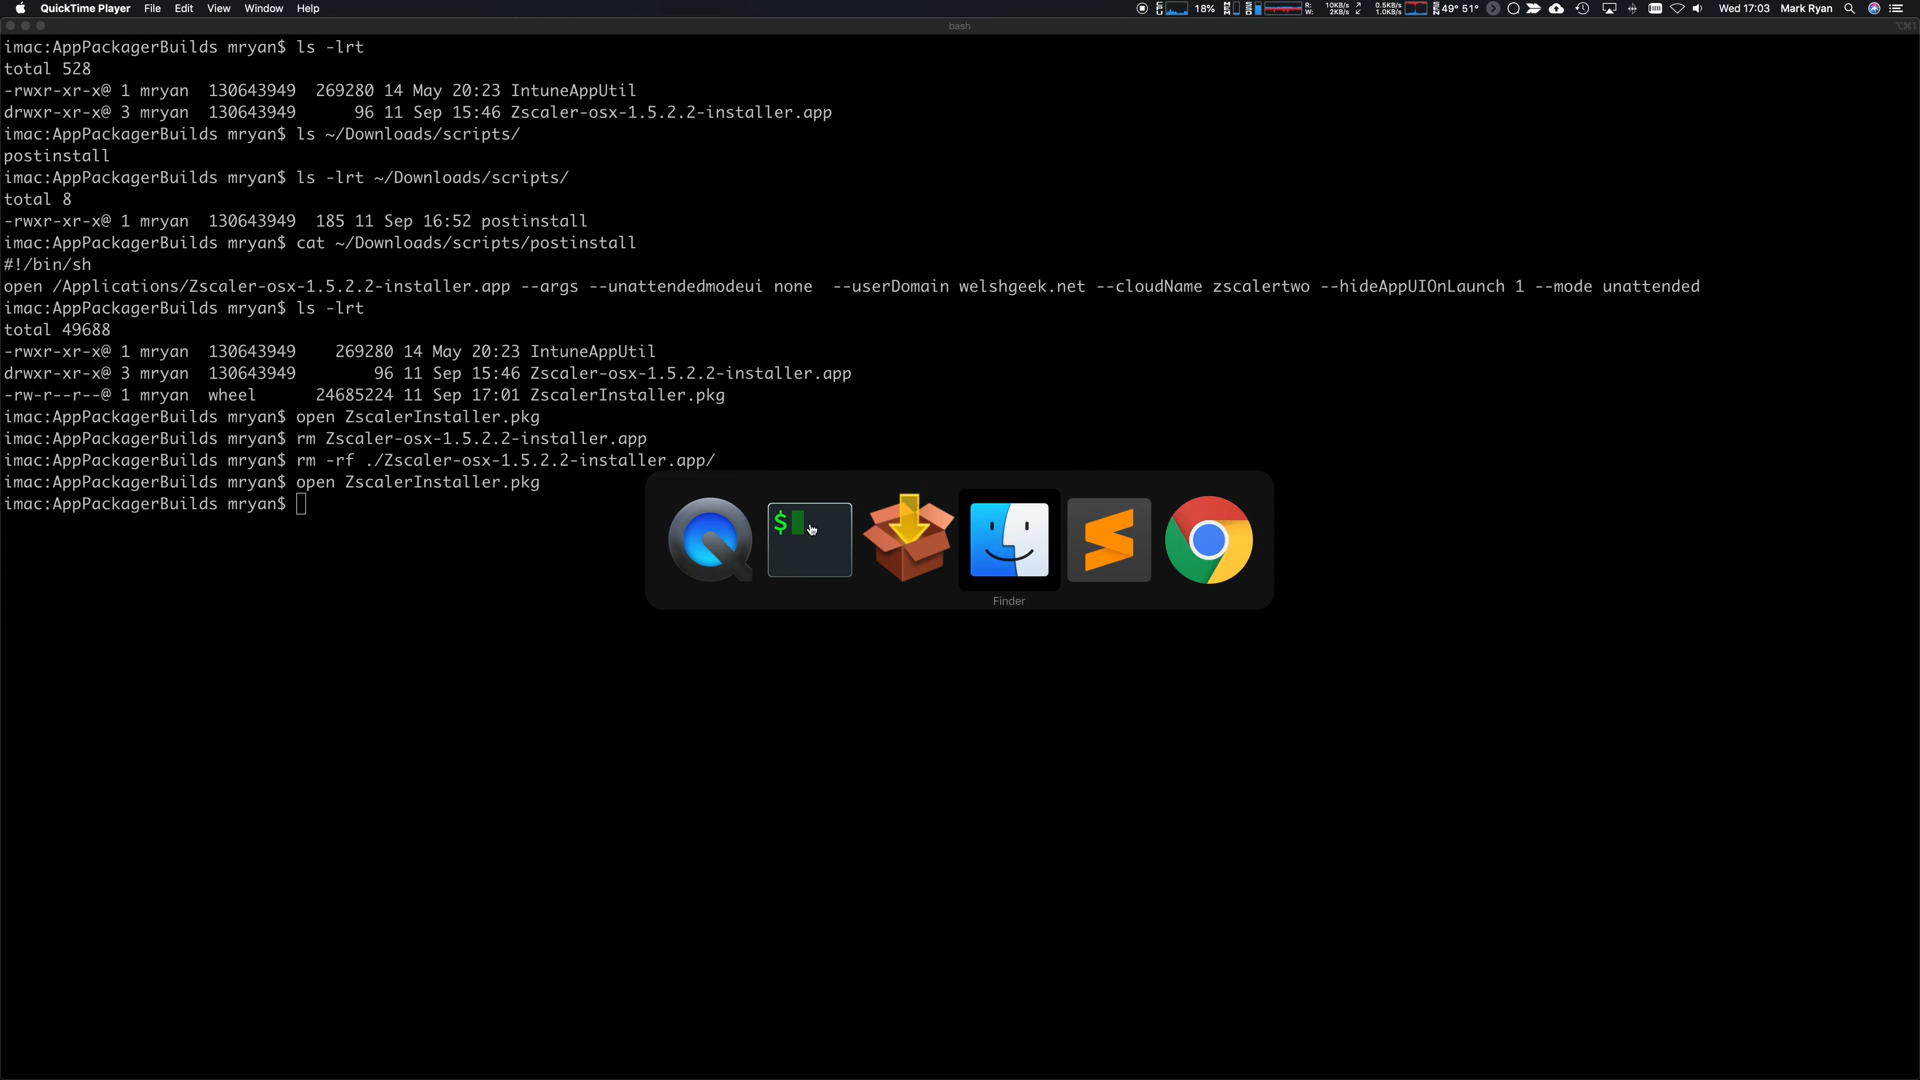 QuickTime Player File Edit View Window Help 18% R: 10KB/s W: 2KB/s 0.5KB/s 1.0KB/s 49° 51° Wed 17:03 Mark Ryan
bash
imac:AppPackagerBuilds mryan$ ls -lrt
total 528
-rwxr-xr-x@ 1 mryan  130643949  269280 14 May 20:23 IntuneAppUtil
drwxr-xr-x@ 3 mryan  130643949      96 11 Sep 15:46 Zscaler-osx-1.5.2.2-installer.app
imac:AppPackagerBuilds mryan$ ls ~/Downloads/scripts/
postinstall
imac:AppPackagerBuilds mryan$ ls -lrt ~/Downloads/scripts/
total 8
-rwxr-xr-x@ 1 mryan  130643949  185 11 Sep 16:52 postinstall
imac:AppPackagerBuilds mryan$ cat ~/Downloads/scripts/postinstall
#!/bin/sh
open /Applications/Zscaler-osx-1.5.2.2-installer.app --args --unattendedmodeui none  --userDomain welshgeek.net --cloudName zscalertwo --hideAppUIOnLaunch 1 --mode unattended
imac:AppPackagerBuilds mryan$ ls -lrt
total 49688
-rwxr-xr-x@ 1 mryan  130643949    269280 14 May 20:23 IntuneAppUtil
drwxr-xr-x@ 3 mryan  130643949        96 11 Sep 15:46 Zscaler-osx-1.5.2.2-installer.app
-rw-r--r--@ 1 mryan  wheel      24685224 11 Sep 17:01 ZscalerInstaller.pkg
imac:AppPackagerBuilds mryan$ open ZscalerInstaller.pkg
imac:AppPackagerBuilds mryan$ rm Zscaler-osx-1.5.2.2-installer.app
imac:AppPackagerBuilds mryan$ rm -rf ./Zscaler-osx-1.5.2.2-installer.app/
imac:AppPackagerBuilds mryan$ open ZscalerInstaller.pkg
imac:AppPackagerBuilds mryan$
$
Finder